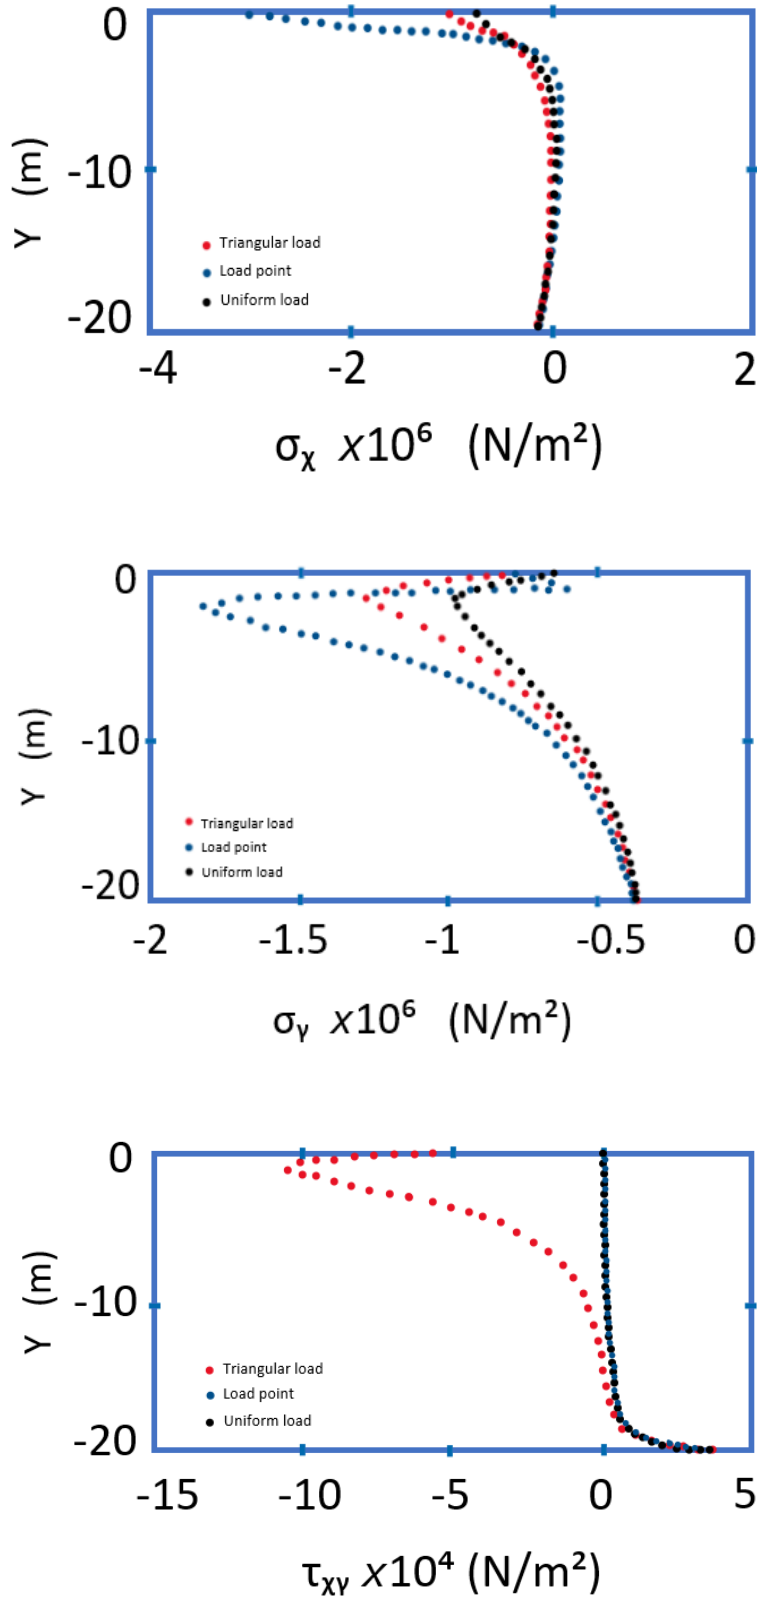 0
-10
-20
Y (m)
Triangular load
Load point
Uniform load
-4 -2 0 2
σχ x10⁶ (N/m²)
0
-10
-20
Y (m)
Triangular load
Load point
Uniform load
-2 -1.5 -1 -0.5 0
σγ x10⁶ (N/m²)
0
-10
-20
Y (m)
Triangular load
Load point
Uniform load
-15 -10 -5 0 5
τχγ x10⁴ (N/m²)